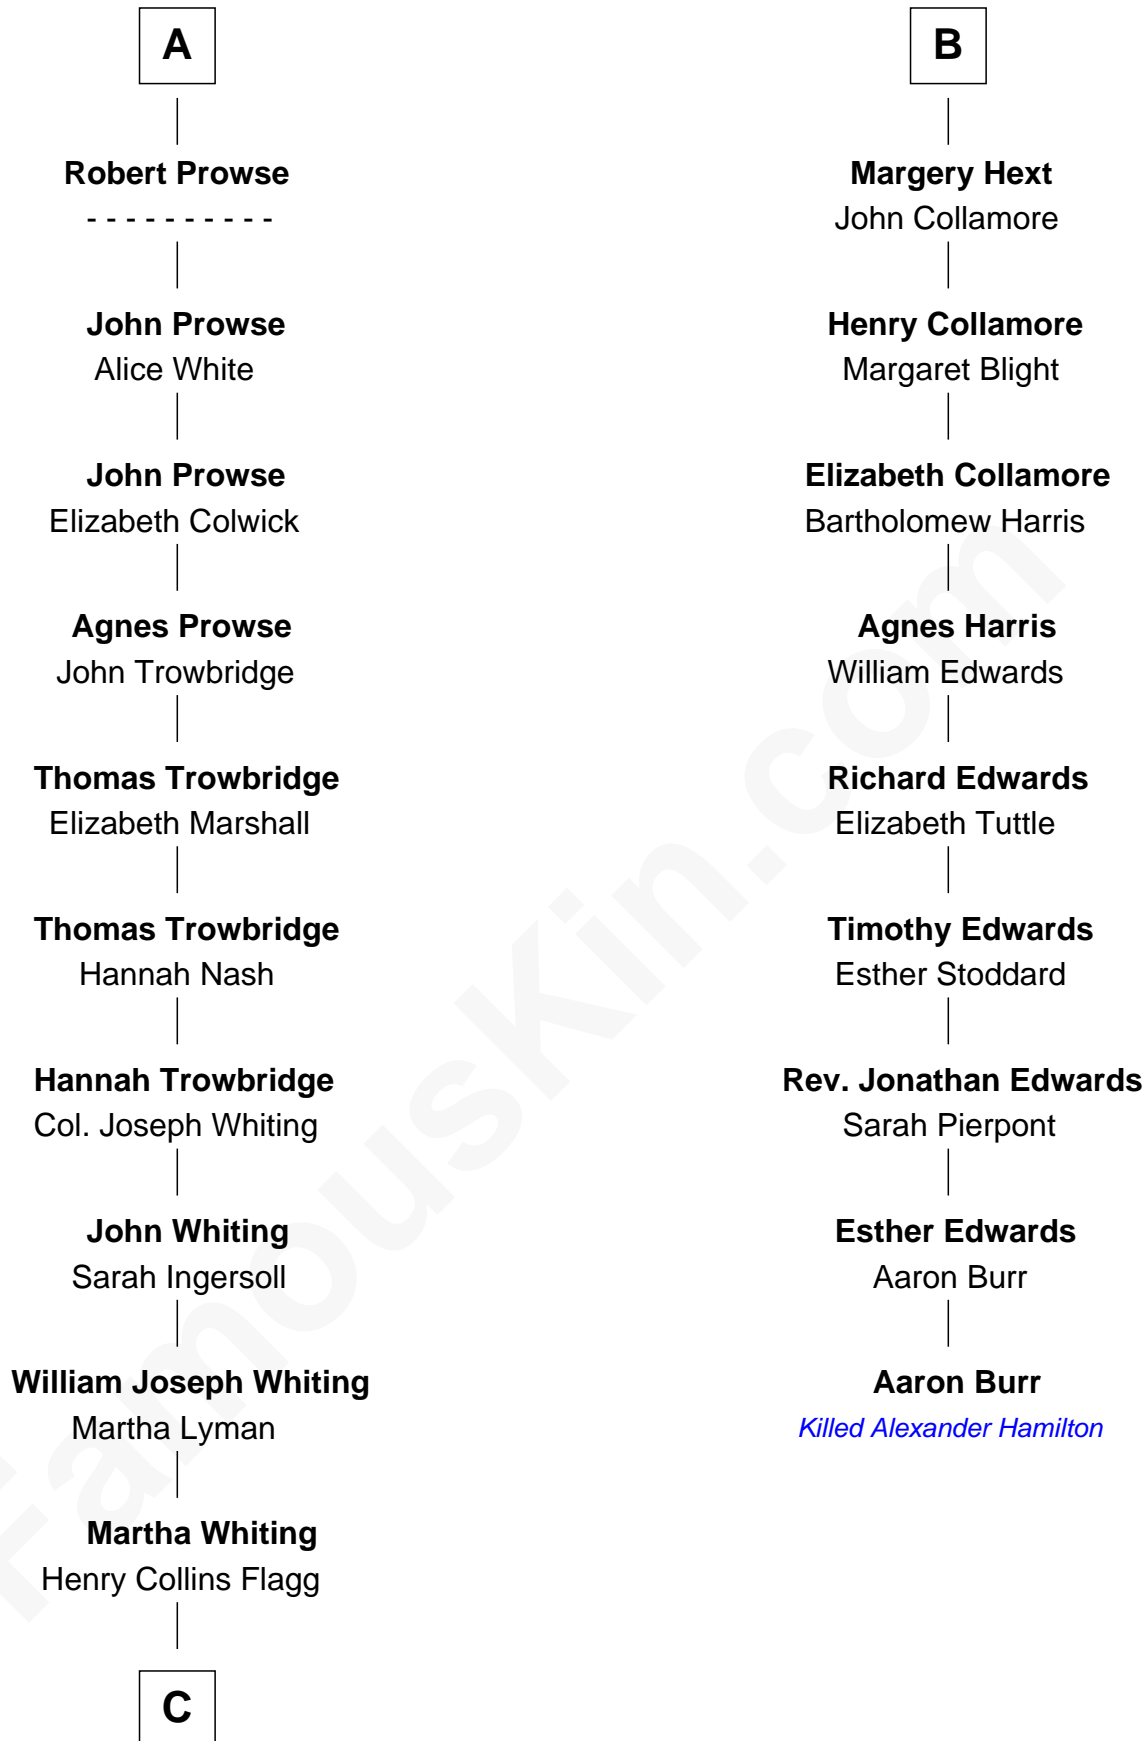 A
Robert Prowse
- - - - - - - - - -
John Prowse
Alice White
John Prowse
Elizabeth Colwick
Agnes Prowse
John Trowbridge
Thomas Trowbridge
Elizabeth Marshall
Thomas Trowbridge
Hannah Nash
Hannah Trowbridge
Col. Joseph Whiting
John Whiting
Sarah Ingersoll
William Joseph Whiting
Martha Lyman
Martha Whiting
Henry Collins Flagg
C
B
Margery Hext
John Collamore
Henry Collamore
Margaret Blight
Elizabeth Collamore
Bartholomew Harris
Agnes Harris
William Edwards
Richard Edwards
Elizabeth Tuttle
Timothy Edwards
Esther Stoddard
Rev. Jonathan Edwards
Sarah Pierpont
Esther Edwards
Aaron Burr
Aaron Burr
Killed Alexander Hamilton
FamousKin.com